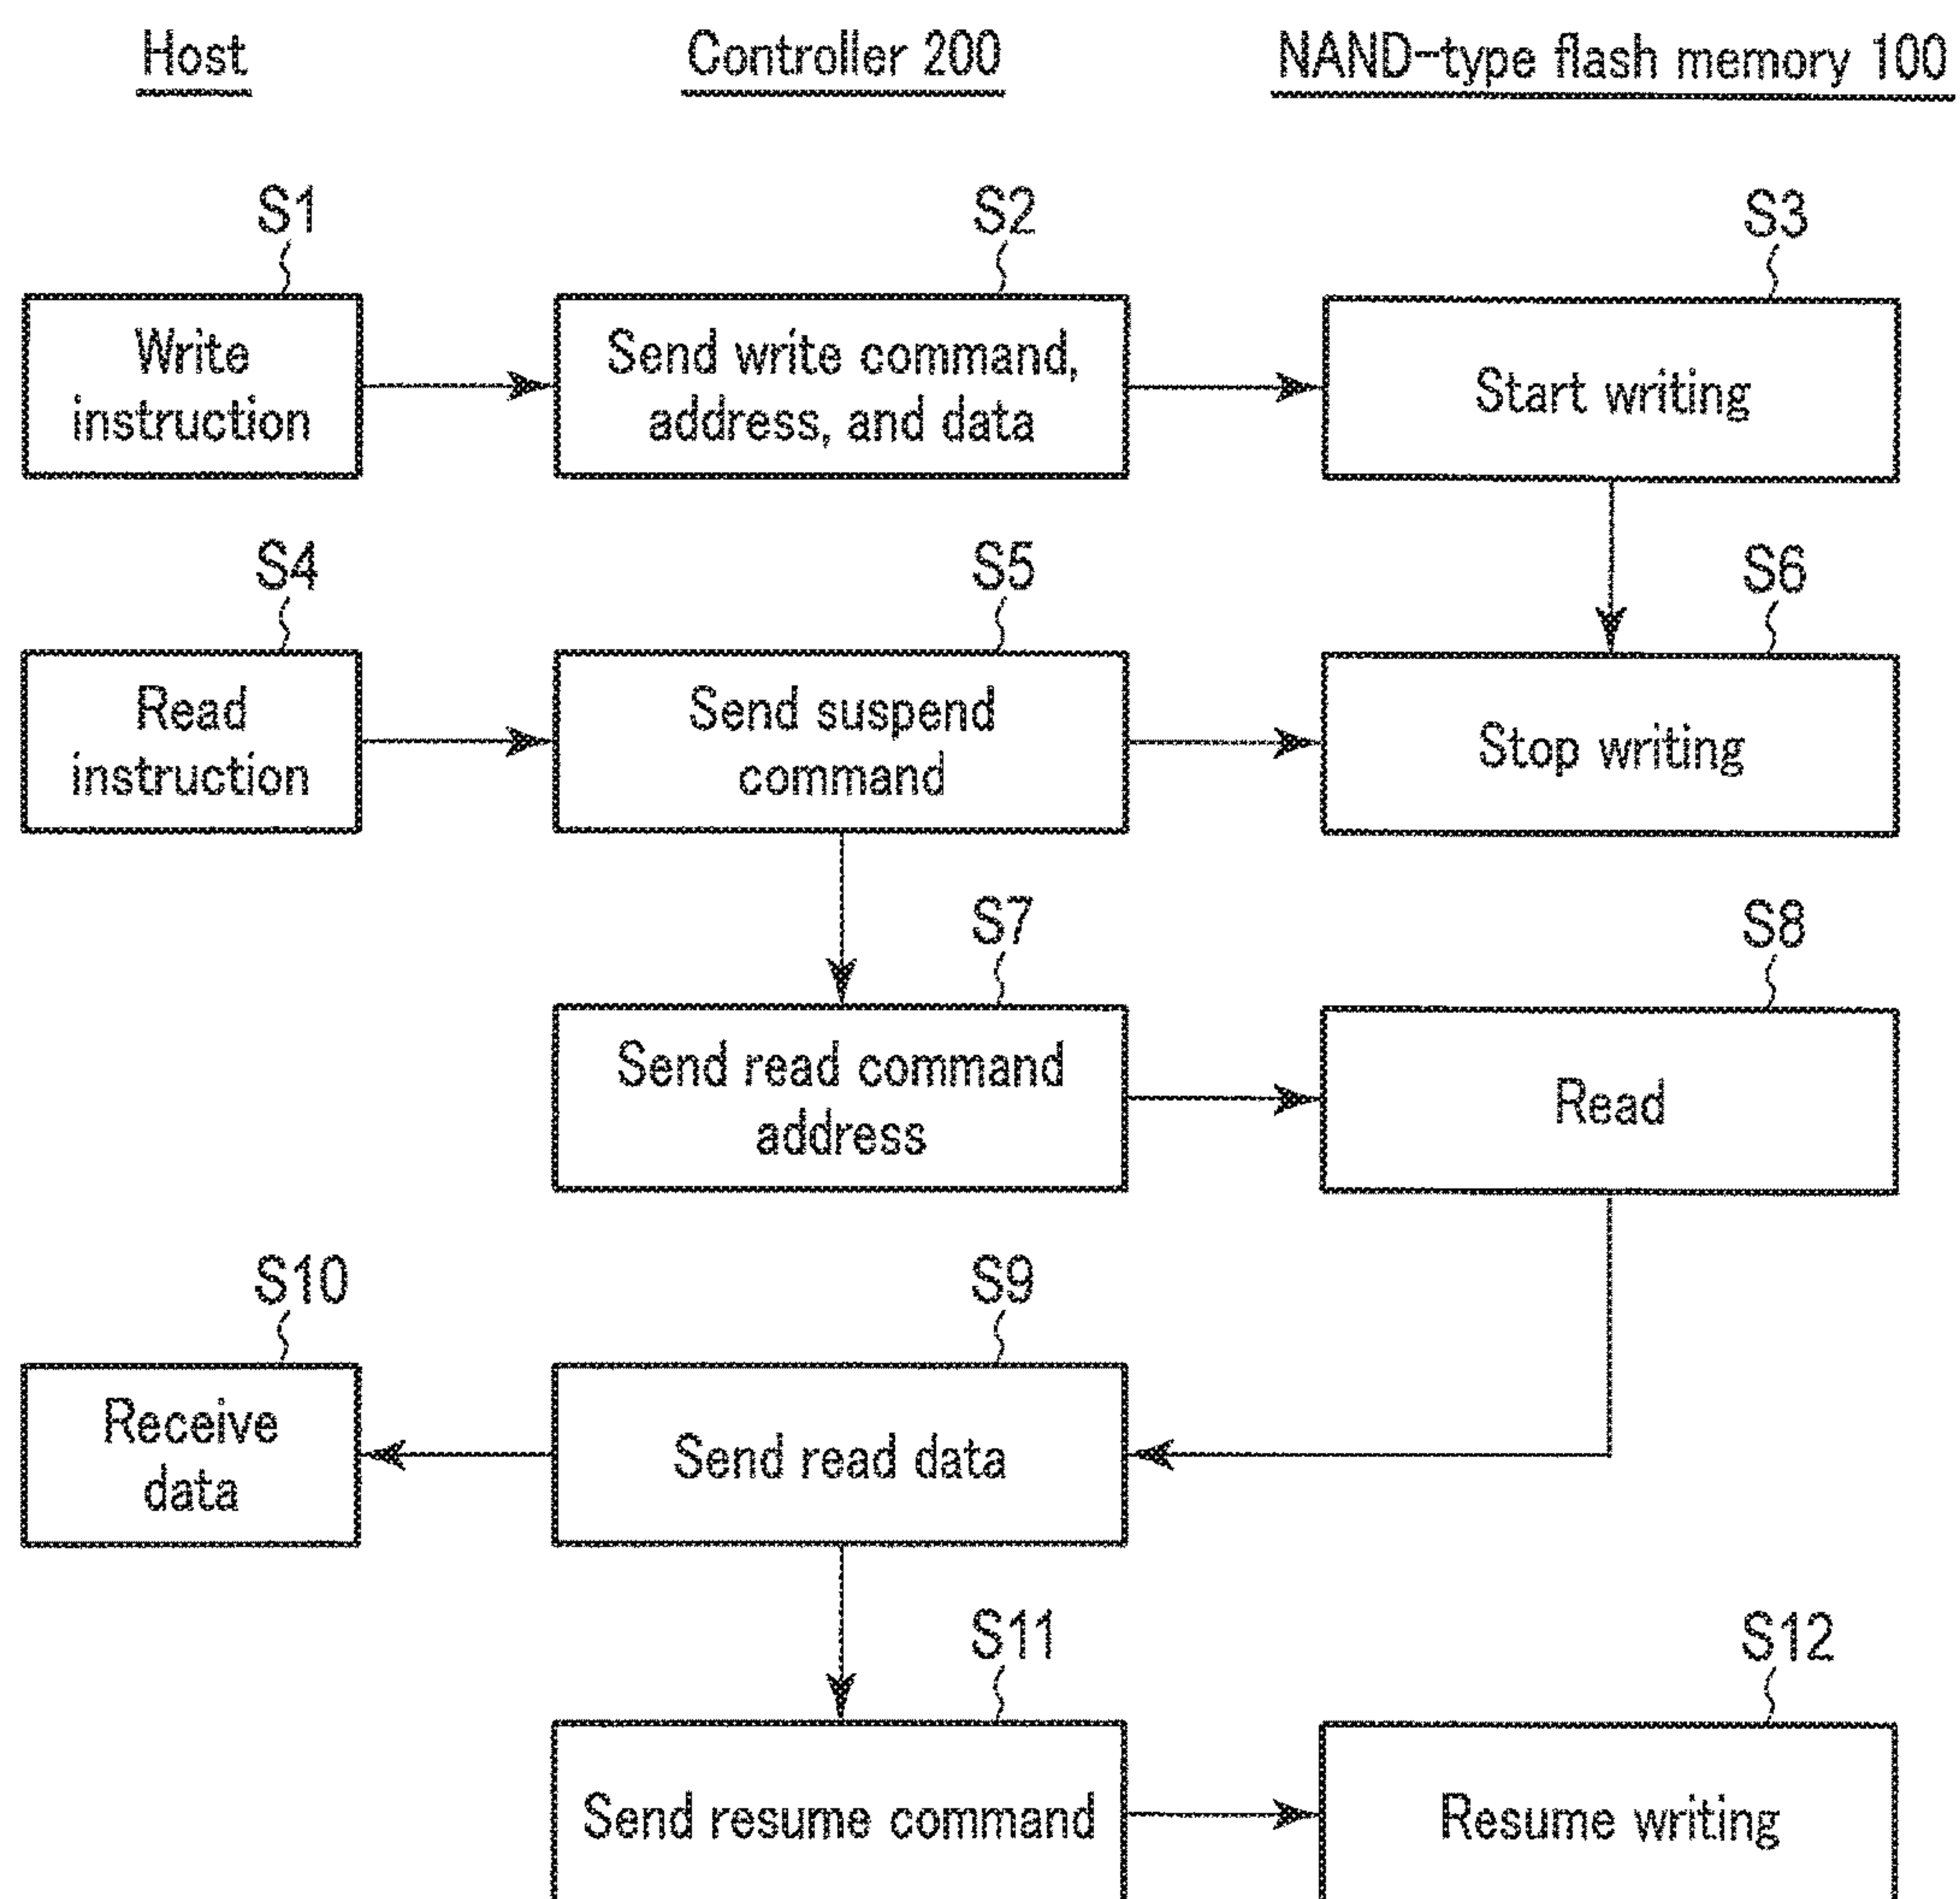 Host
Controller 200
NAND-type flash memory 100
S1
S2
S3
Write
instruction
Send write command,
address, and data
Start writing
S4
S5
S6
Read
instruction
Send suspend
command
Stop writing
S7
S8
Send read command
address
Read
S10
S9
Receive
data
Send read data
S11
S12
Send resume command
Resume writing